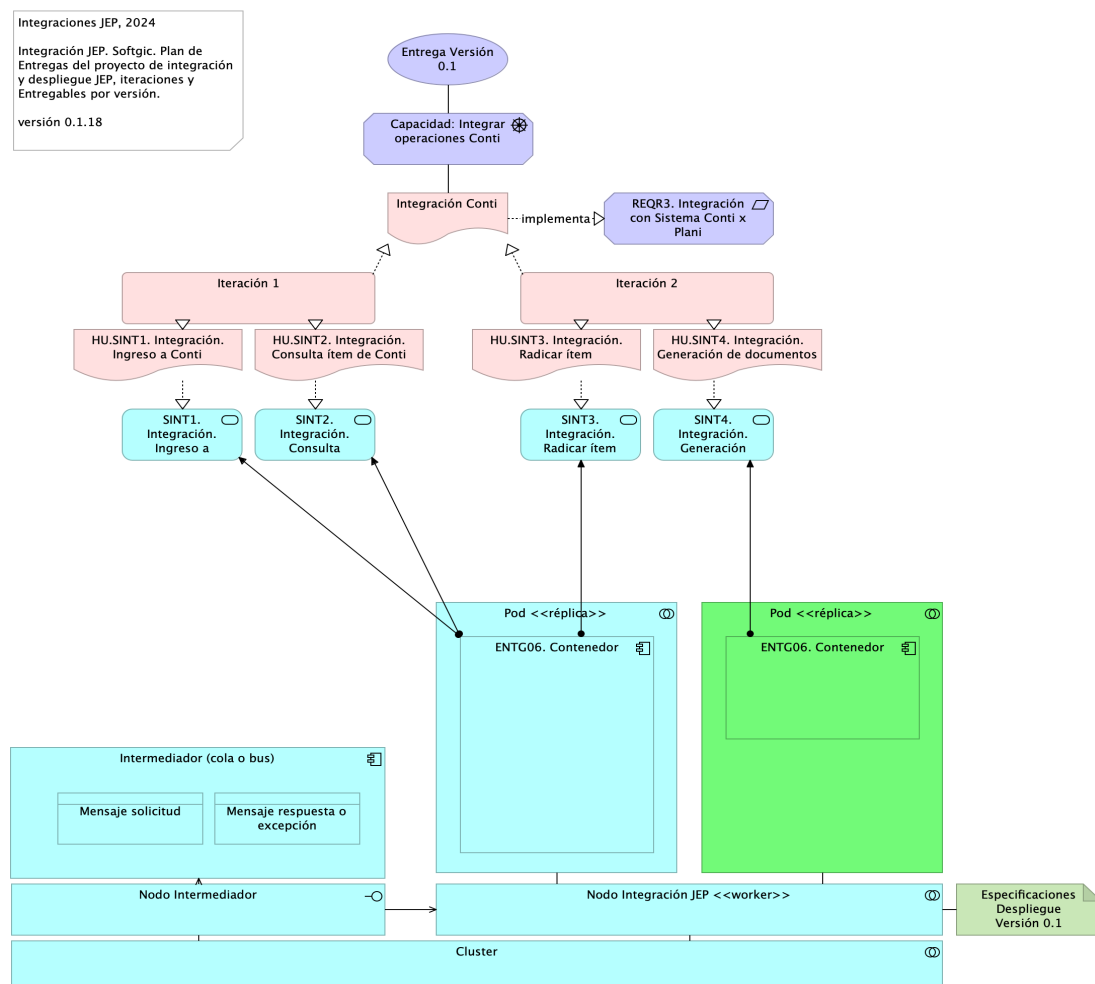 Integraciones JEP, 2024
Integración JEP. Softgic. Plan de
Entregas del proyecto de integración
y despliegue JEP, iteraciones y
Entregables por versión.
versión 0.1.18
Entrega Versión
0.1
Capacidad: Integrar
operaciones Conti
Integración Conti
implementa
REQR3. Integración
con Sistema Conti x
Plani
Iteración 1
Iteración 2
HU.SINT1. Integración.
Ingreso a Conti
HU.SINT2. Integración.
Consulta ítem de Conti
HU.SINT3. Integración.
Radicar ítem
HU.SINT4. Integración.
Generación de documentos
SINT1.
Integración.
Ingreso a
SINT2.
Integración.
Consulta
SINT3.
Integración.
Radicar ítem
SINT4.
Integración.
Generación
Pod <<réplica>>
ENTG06. Contenedor
Pod <<réplica>>
ENTG06. Contenedor
Intermediador (cola o bus)
Mensaje solicitud
Mensaje respuesta o
excepción
Nodo Intermediador
Nodo Integración JEP <<worker>>
Especificaciones
Despliegue
Versión 0.1
Cluster